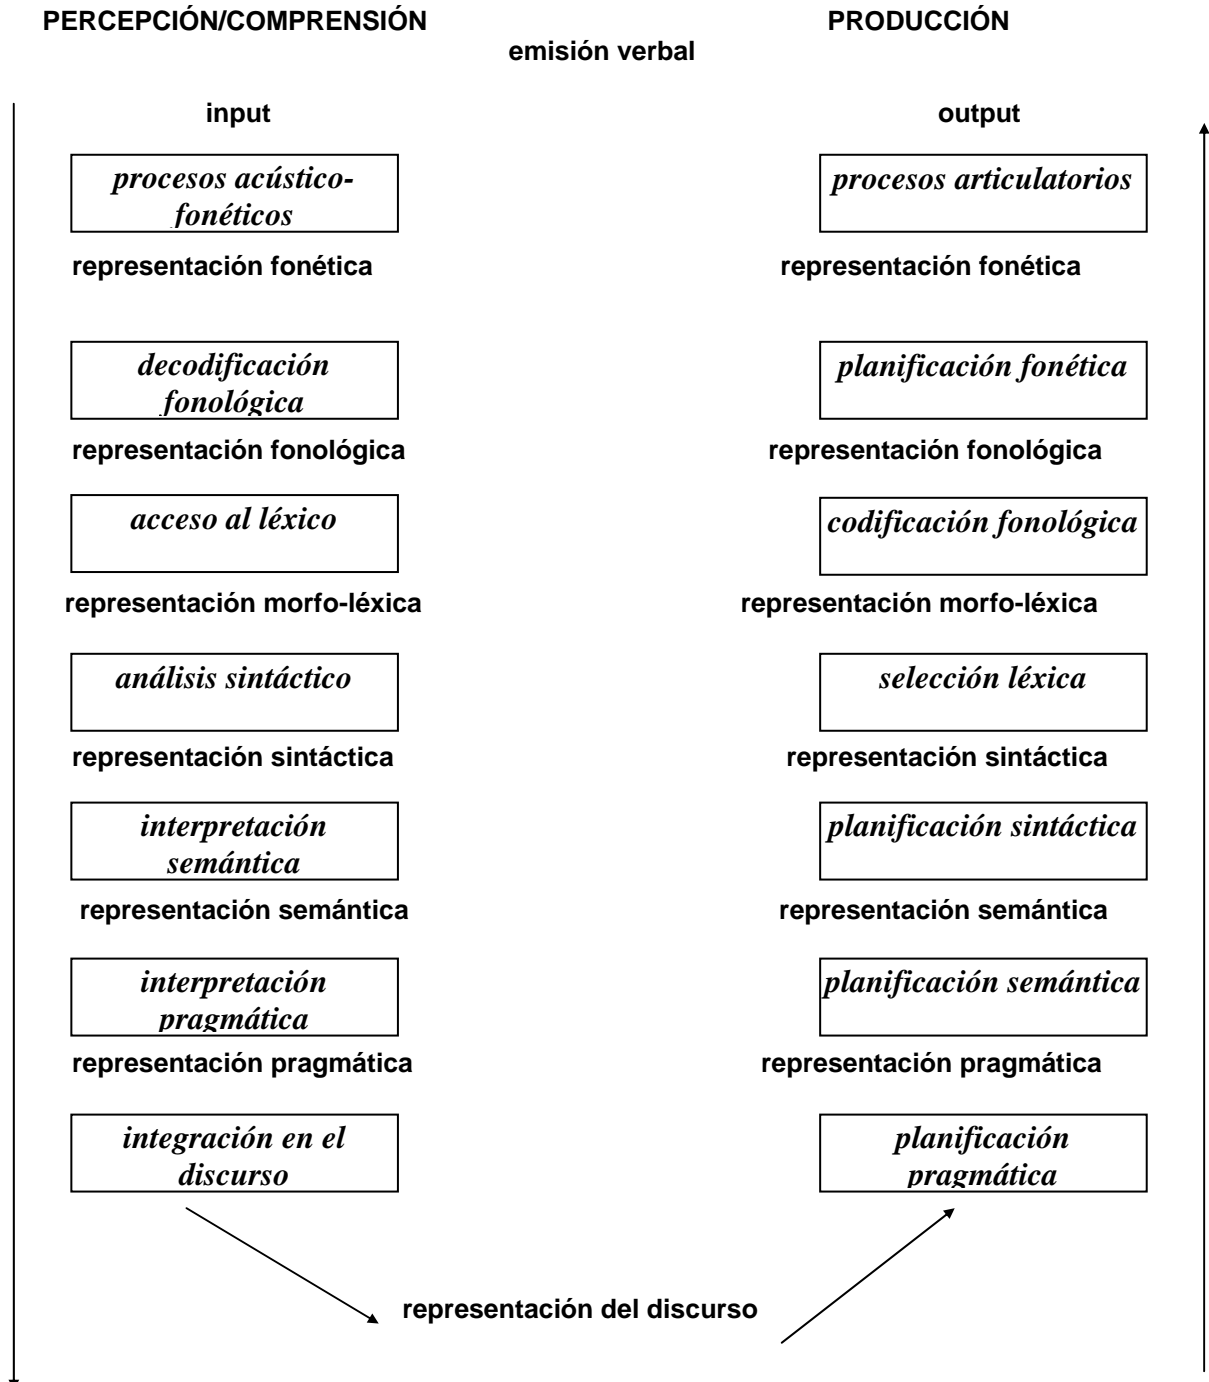 PERCEPCIÓN/COMPRENSIÓN
PRODUCCIÓN
emisión verbal
input
output
procesos acústico-
fonéticos
procesos articulatorios
representación fonética
representación fonética
decodificación
fonológica
planificación fonética
representación fonológica
representación fonológica
acceso al léxico
codificación fonológica
representación morfo-léxica
representación morfo-léxica
análisis sintáctico
selección léxica
representación sintáctica
representación sintáctica
interpretación
semántica
planificación sintáctica
representación semántica
representación semántica
interpretación
pragmática
planificación semántica
representación pragmática
representación pragmática
integración en el
discurso
planificación
pragmática
representación del discurso